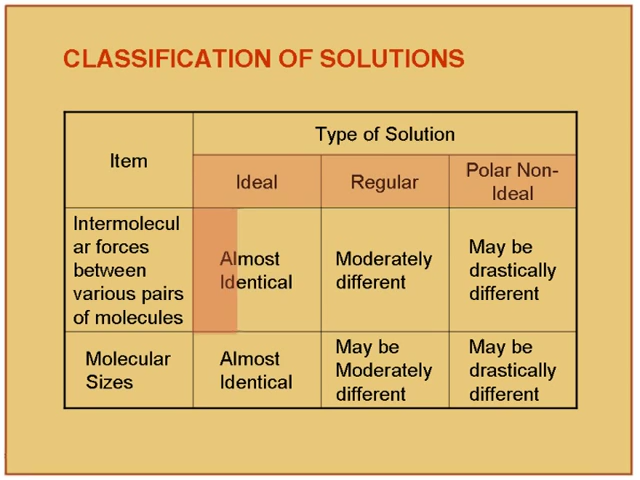 CLASSIFICATION OF SOLUTIONS
Item
Type of Solution
Ideal
Regular
Polar Non-
Ideal
Intermolecul
ar forces
between
various pairs
of molecules
Almost
Identical
Moderately
different
May be
drastically
different
Molecular
Sizes
Almost
Identical
May be
Moderately
different
May be
drastically
different